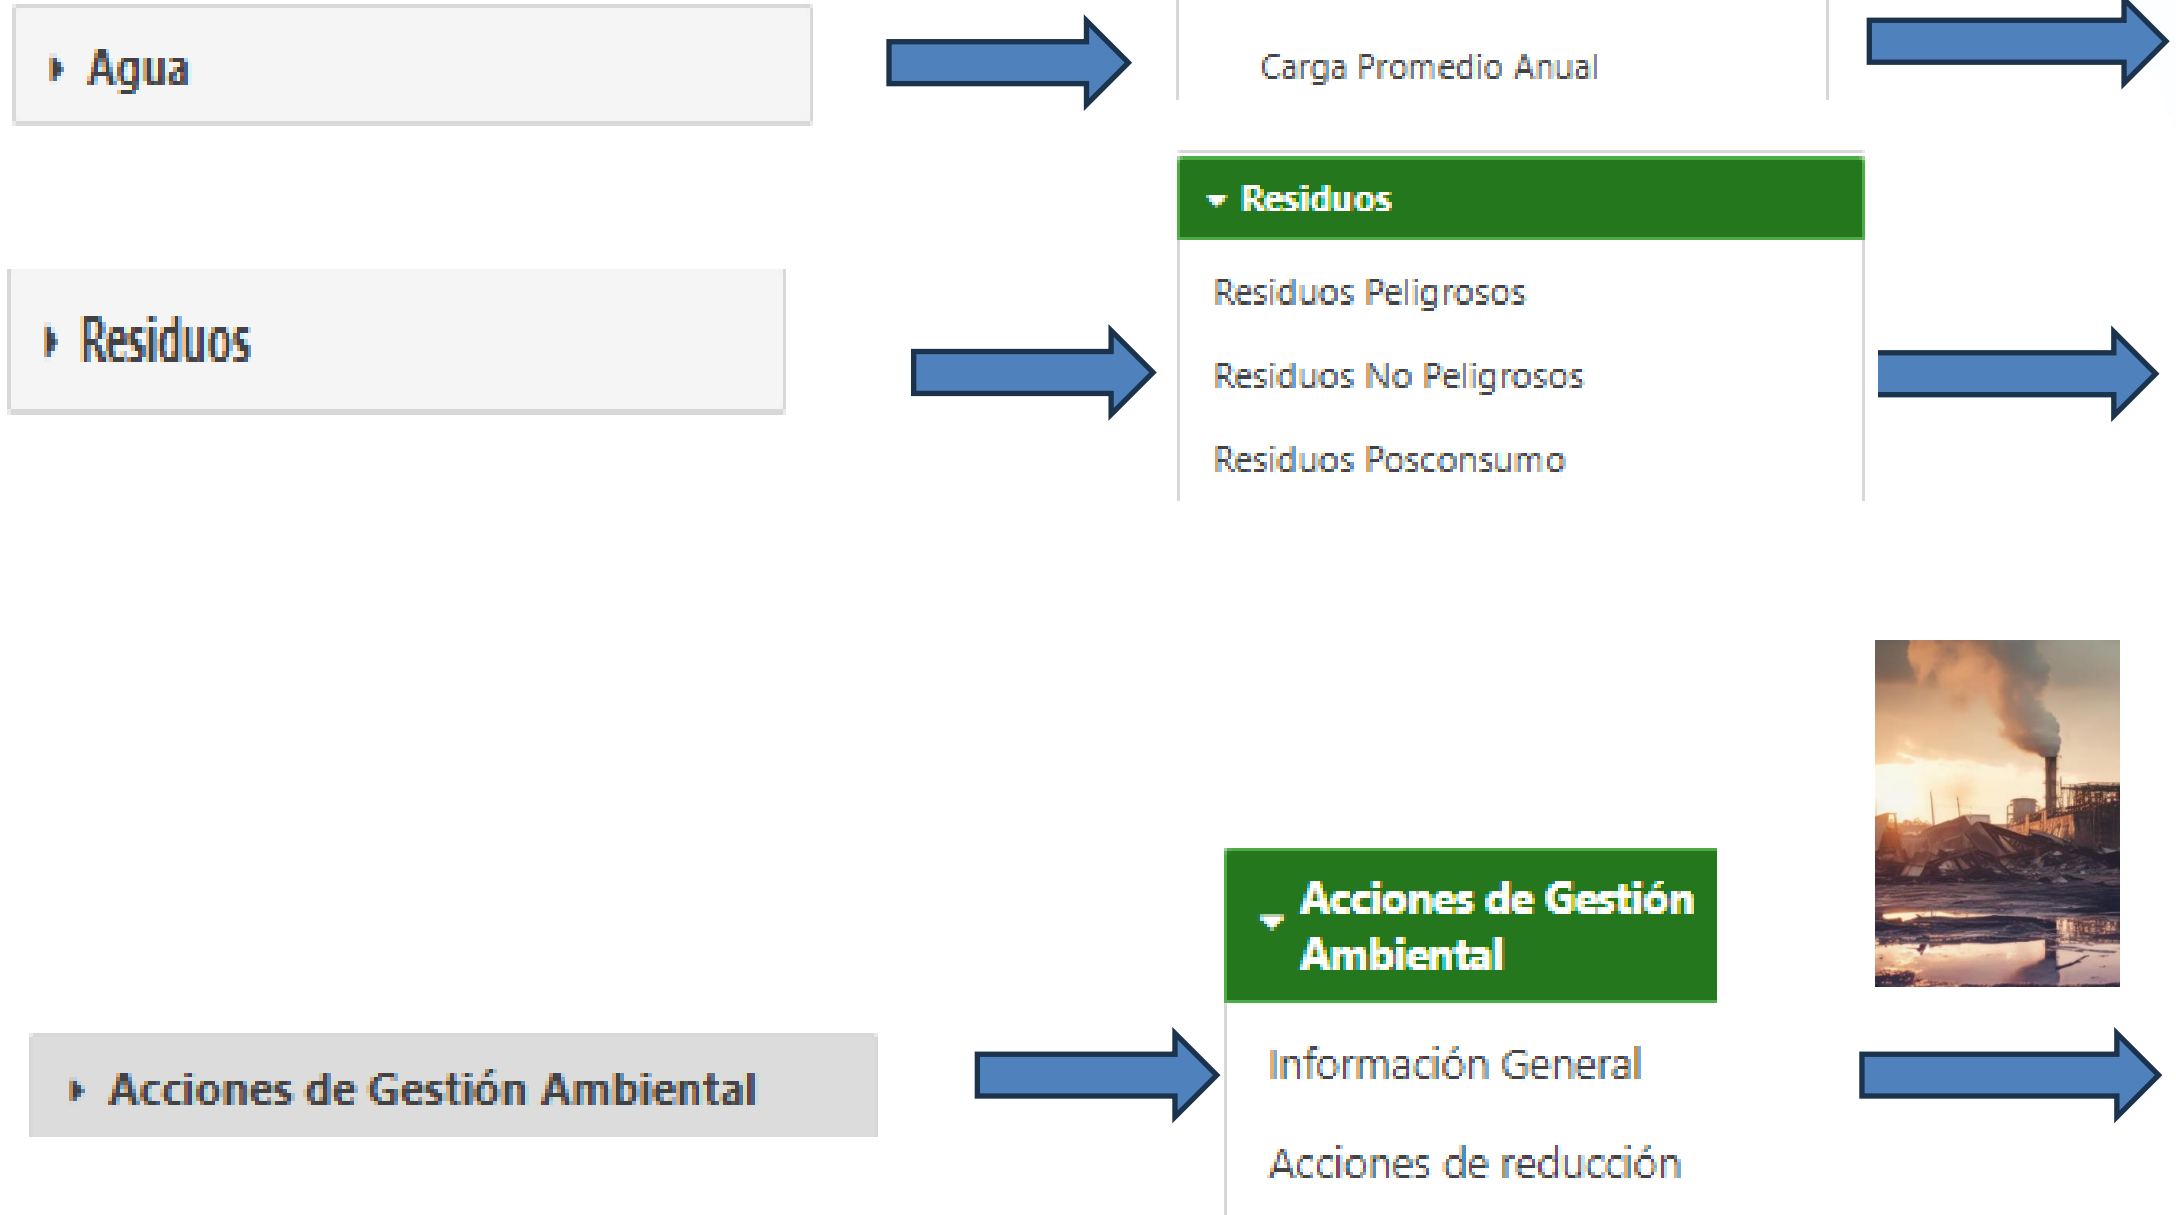 Agua
Carga Promedio Anual
Residuos
Residuos
Residuos Peligrosos
Residuos No Peligrosos
Residuos Posconsumo
Acciones de Gestión Ambiental
Acciones de Gestión
Ambiental
Información General
Acciones de reducción